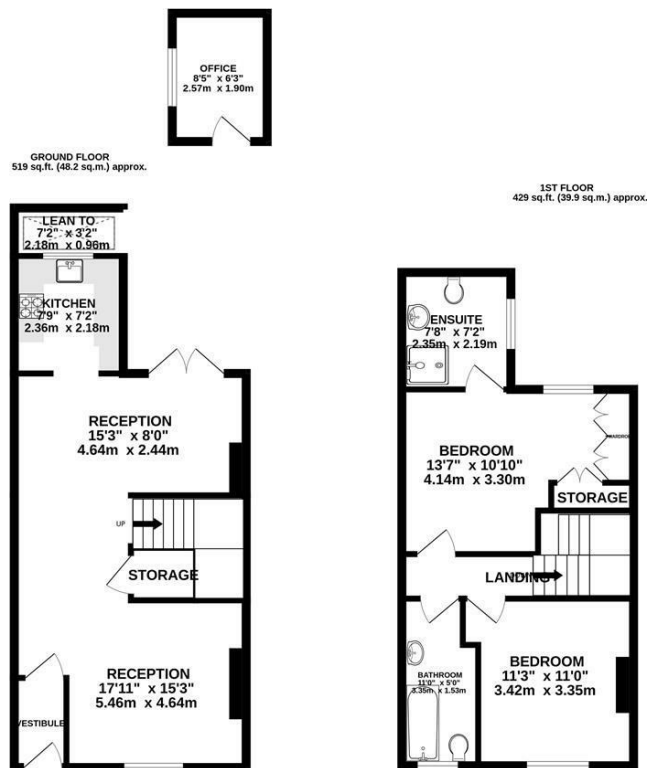 OFFICE
8'5" x 6'3"
2.57m x 1.90m
GROUND FLOOR
519 sq.ft. (48.2 sq.m.) approx.
LEAN TO
7'2" x 3'2"
2.18m x 0.96m
KITCHEN
7'9" x 7'2"
2.36m x 2.18m
RECEPTION
15'3" x 8'0"
4.64m x 2.44m
UP
STORAGE
RECEPTION
17'11" x 15'3"
5.46m x 4.64m
VESTIBULE
1ST FLOOR
429 sq.ft. (39.9 sq.m.) approx.
ENSUITE
7'8" x 7'2"
2.35m x 2.19m
BEDROOM
13'7" x 10'10"
4.14m x 3.30m
STORAGE
LANDING
BATHROOM
11'0" x 5'0"
3.35m x 1.53m
BEDROOM
11'3" x 11'0"
3.42m x 3.35m